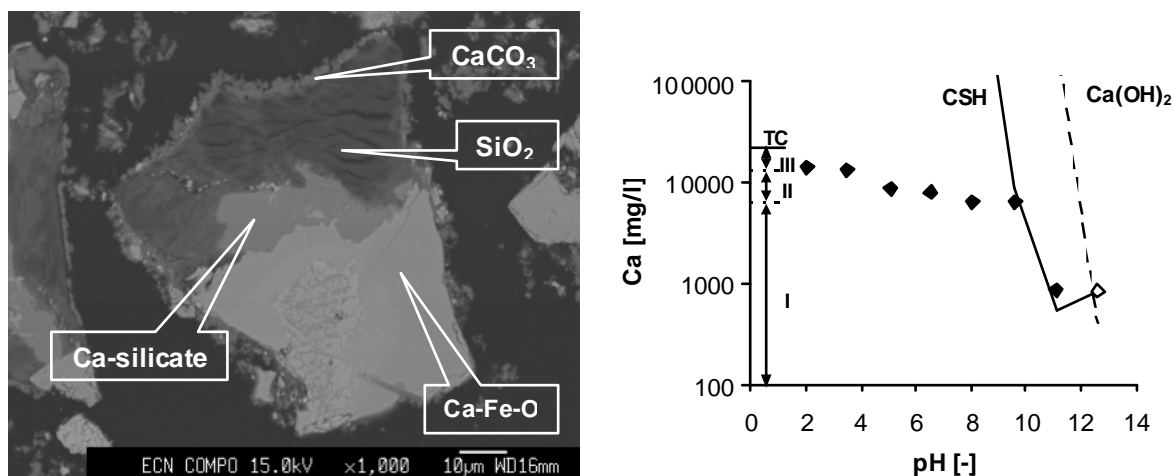 CaCO₃
SiO₂
Ca-silicate
Ca-Fe-O
ECN COMPO 15.0kV ×1,000 10µm WD16mm
Ca [mg/l]
100000
10000
1000
100
CSH
Ca(OH)₂
TC
III
II
I
0 2 4 6 8 10 12 14
pH [-]